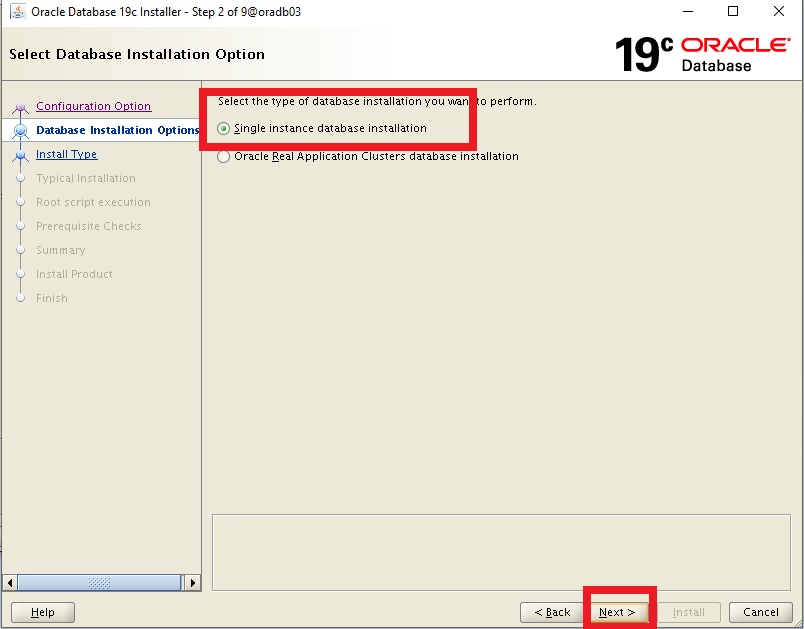 Oracle Database 19c Installer - Step 2 of 9@oradb03
Select Database Installation Option
19c ORACLE
Database
Configuration Option
Database Installation Options
Install Type
Typical Installation
Root script execution
Prerequisite Checks
Summary
Install Product
Finish
Select the type of database installation you want to perform.
Single instance database installation
Oracle Real Application Clusters database installation
Help
< Back
Next >
Install
Cancel